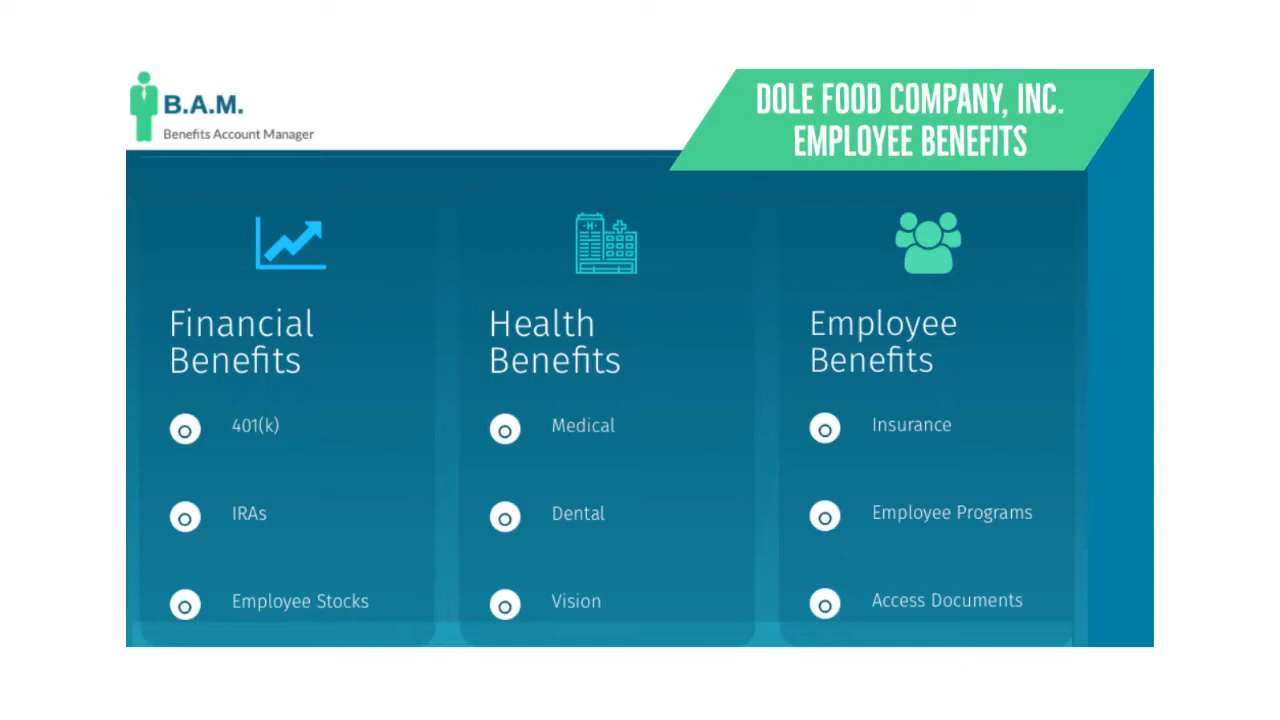 B.A.M.
Benefits Account Manager
DOLE FOOD COMPANY, INC.
EMPLOYEE BENEFITS
Financial
Benefits
401(k)
IRAs
Employee Stocks
H
Health
Benefits
Medical
Dental
Vision
Employee
Benefits
Insurance
Employee Programs
Access Documents